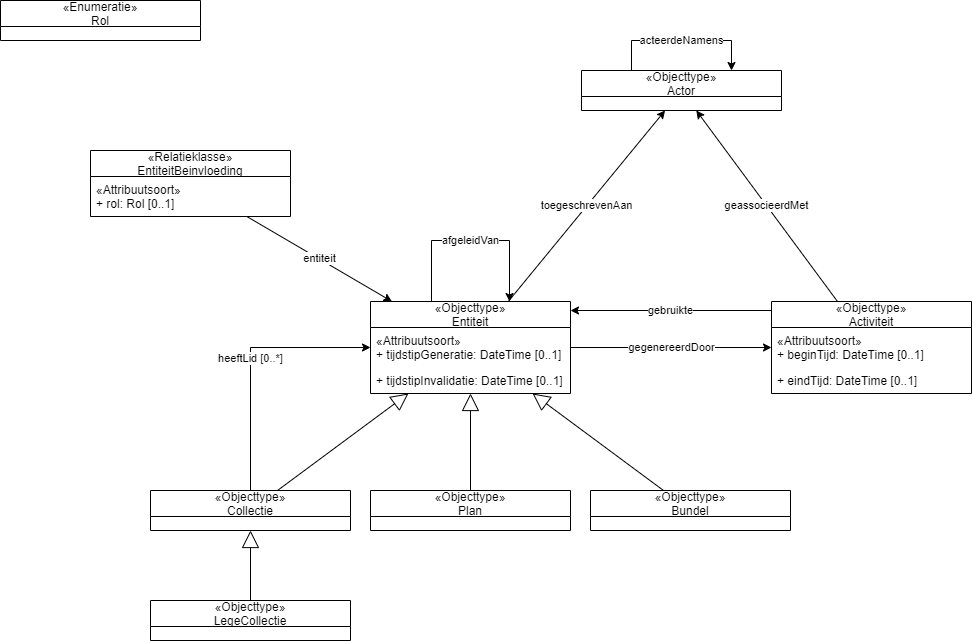 «Enumeratie»
Rol
acteerdeNamens
«Objecttype»
Actor
«Relatieklasse»
EntiteitBeinvloeding
«Attribuutsoort»
+ rol: Rol [0..1]
toegeschrevenAan
geassocieerdMet
afgeleidVan
entiteit
«Objecttype»
Entiteit
«Attribuutsoort»
+ tijdstipGeneratie: DateTime [0..1]
+ tijdstipInvalidatie: DateTime [0..1]
gebruikte
gegenereerdDoor
«Objecttype»
Activiteit
«Attribuutsoort»
+ beginTijd: DateTime [0..1]
+ eindTijd: DateTime [0..1]
heeftLid [0..*]
«Objecttype»
Collectie
«Objecttype»
Plan
«Objecttype»
Bundel
«Objecttype»
LegeCollectie